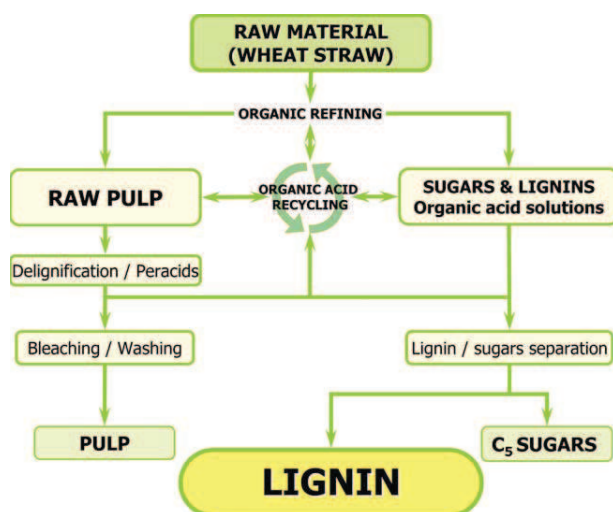 RAW MATERIAL
(WHEAT STRAW)
ORGANIC REFINING
RAW PULP
ORGANIC ACID
RECYCLING
SUGARS & LIGNINS
Organic acid solutions
Delignification / Peracids
Bleaching / Washing
Lignin / sugars separation
PULP
C₅ SUGARS
LIGNIN